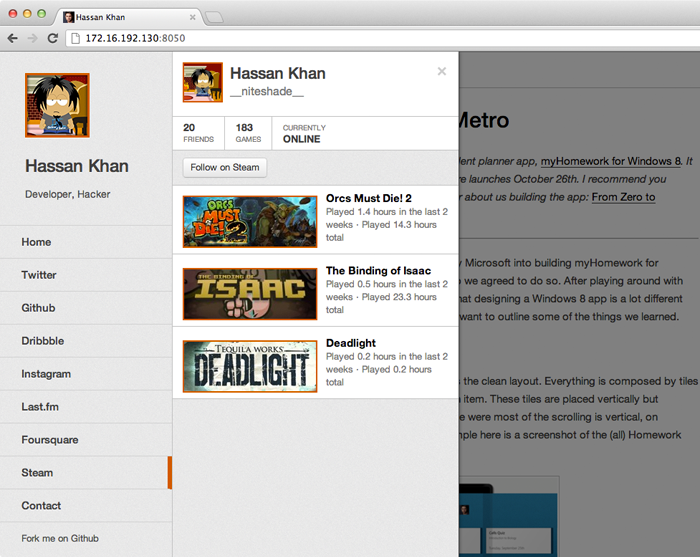 Hassan Khan
172.16.192.130:8050
Hassan Khan
Developer, Hacker
Home
Twitter
Github
Dribbble
Instagram
Last.fm
Foursquare
Steam
Contact
Fork me on Github
Hassan Khan
__niteshade__
20
FRIENDS
183
GAMES
CURRENTLY
ONLINE
Follow on Steam
ORCS
MUST
DIE! 2
Orcs Must Die! 2
Played 1.4 hours in the last 2
weeks · Played 14.3 hours
total
THE BINDING OF
ISAAC
The Binding of Isaac
Played 0.5 hours in the last 2
weeks · Played 23.3 hours
total
TEQUILA WORKS
DEADLIGHT
Deadlight
Played 0.2 hours in the last 2
weeks · Played 0.2 hours
total
Metro
planner app, myHomework for Windows 8. It
launches October 26th. I recommend you
about us building the app: From Zero to
Microsoft into building myHomework for
we agreed to do so. After playing around with
that designing a Windows 8 app is a lot different
want to outline some of the things we learned.
the clean layout. Everything is composed by tiles
item. These tiles are placed vertically but
were most of the scrolling is vertical, on
here is a screenshot of the (all) Homework